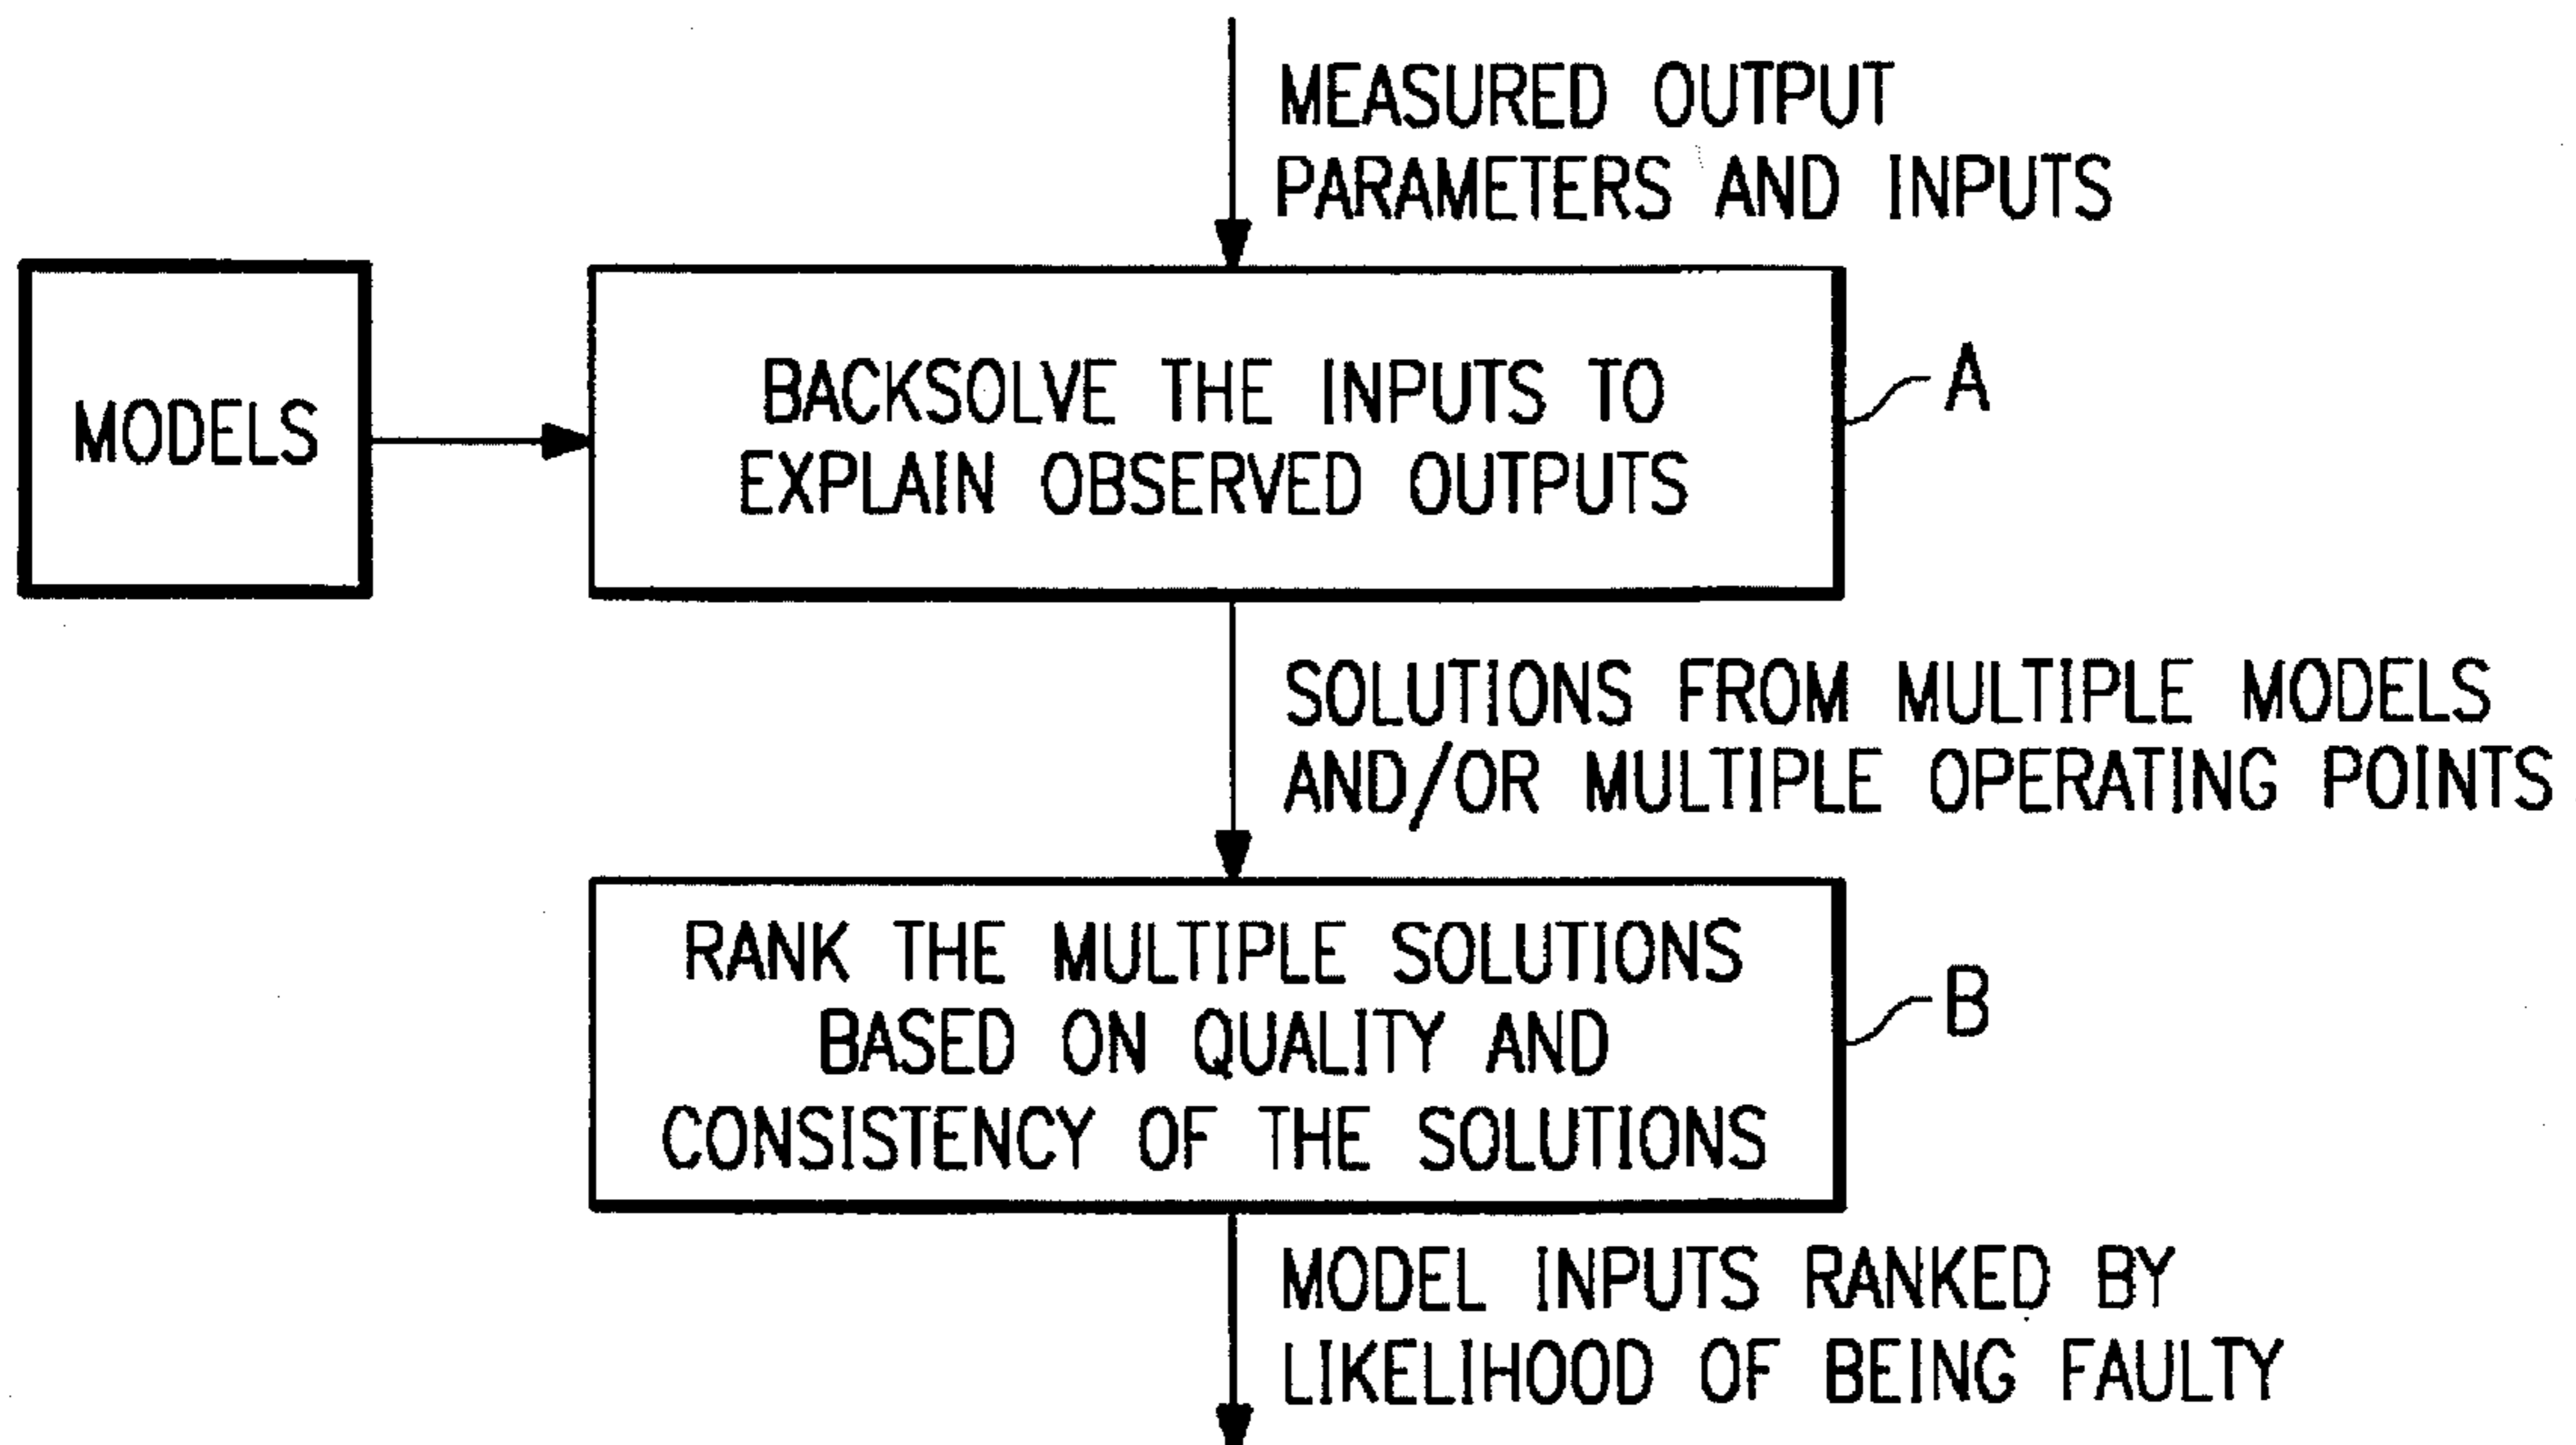 MEASURED OUTPUT
PARAMETERS AND INPUTS
MODELS
BACKSOLVE THE INPUTS TO
EXPLAIN OBSERVED OUTPUTS
A
SOLUTIONS FROM MULTIPLE MODELS
AND/OR MULTIPLE OPERATING POINTS
RANK THE MULTIPLE SOLUTIONS
BASED ON QUALITY AND
CONSISTENCY OF THE SOLUTIONS
B
MODEL INPUTS RANKED BY
LIKELIHOOD OF BEING FAULTY